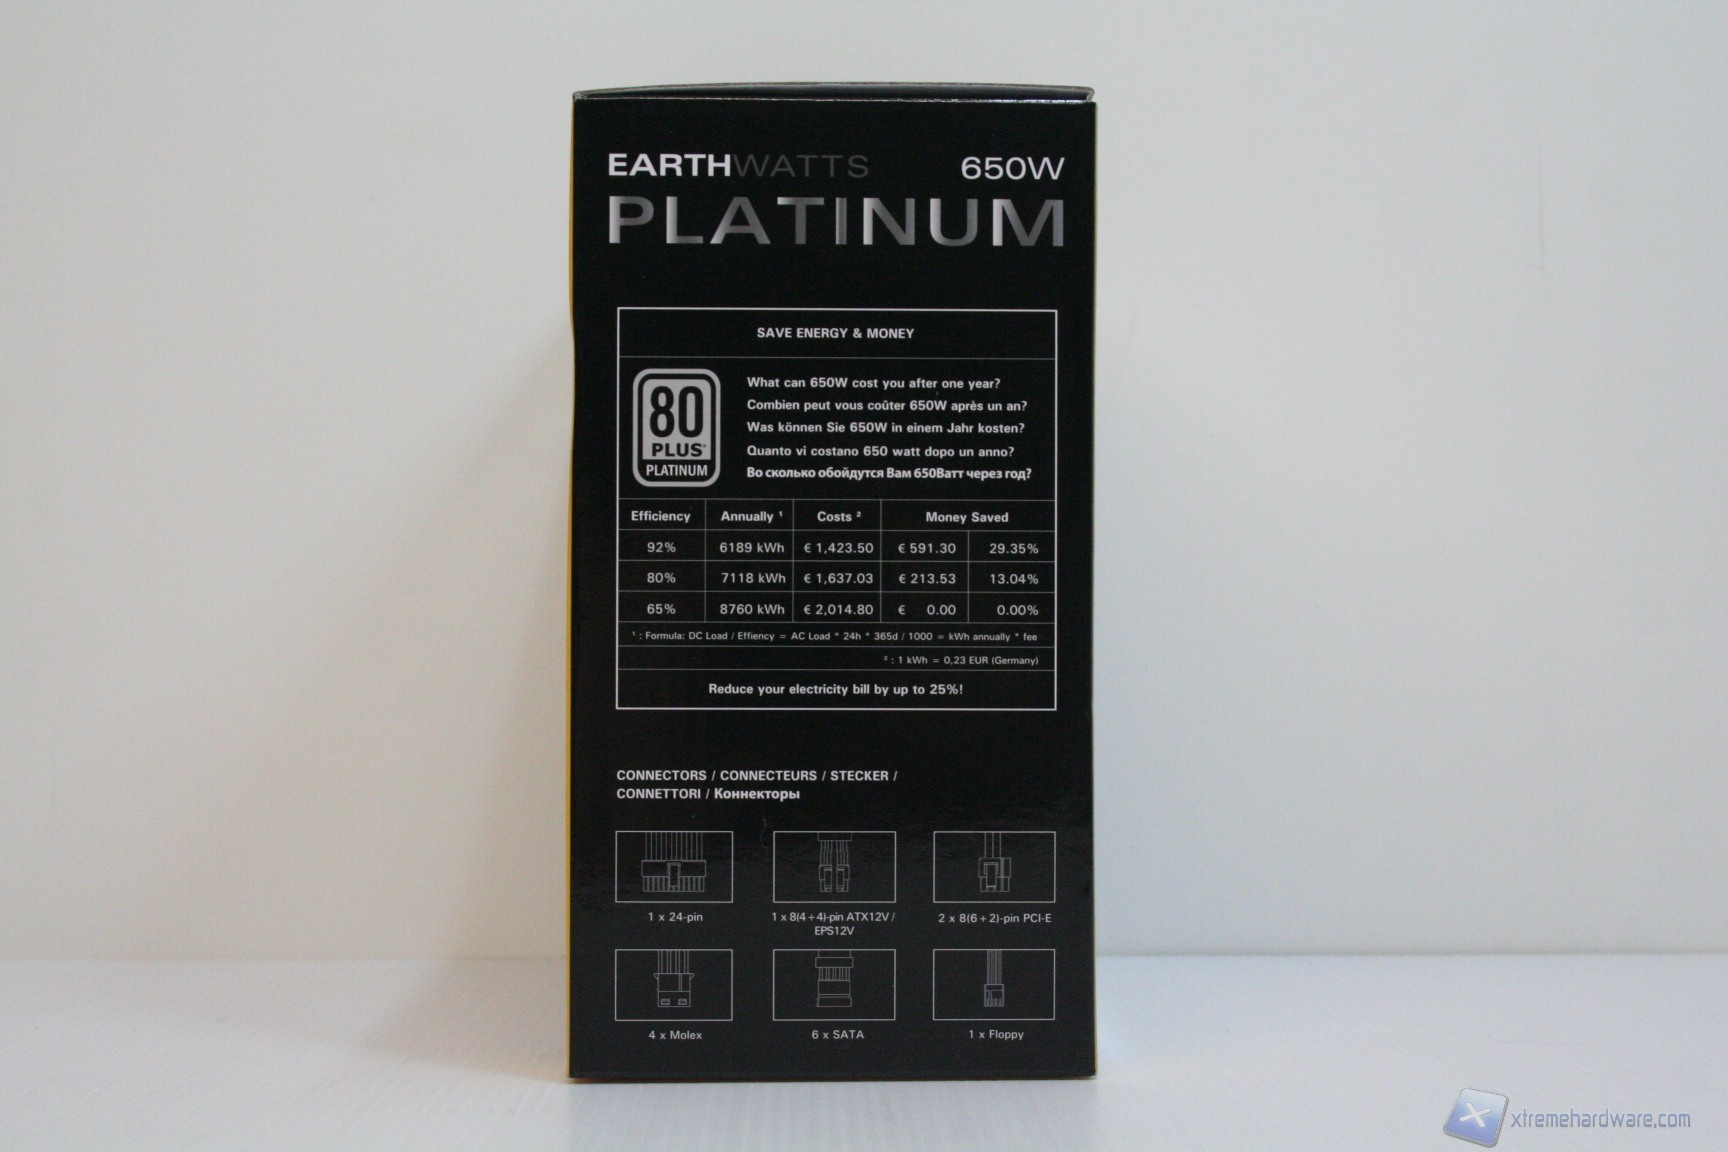 EARTHWATTS 650W
PLATINUM
SAVE ENERGY & MONEY
80
PLUS®
PLATINUM
What can 650W cost you after one year?
Combien peut vous coûter 650W après un an?
Was können Sie 650W in einem Jahr kosten?
Quanto vi costano 650 watt dopo un anno?
Во сколько обойдутся Вам 650Ватт через год?
Efficiency Annually ¹ Costs ² Money Saved
92% 6189 kWh € 1,423.50 € 591.30 29.35%
80% 7118 kWh € 1,637.03 € 213.53 13.04%
65% 8760 kWh € 2,014.80 € 0.00 0.00%
¹ : Formula: DC Load / Effiency = AC Load * 24h * 365d / 1000 = kWh annually * fee
² : 1 kWh = 0,23 EUR (Germany)
Reduce your electricity bill by up to 25%!
CONNECTORS / CONNECTEURS / STECKER /
CONNETTORI / Коннекторы
1 x 24-pin
1 x 8(4+4)-pin ATX12V /
EPS12V
2 x 8(6+2)-pin PCI-E
4 x Molex
6 x SATA
1 x Floppy
xtremehardware.com